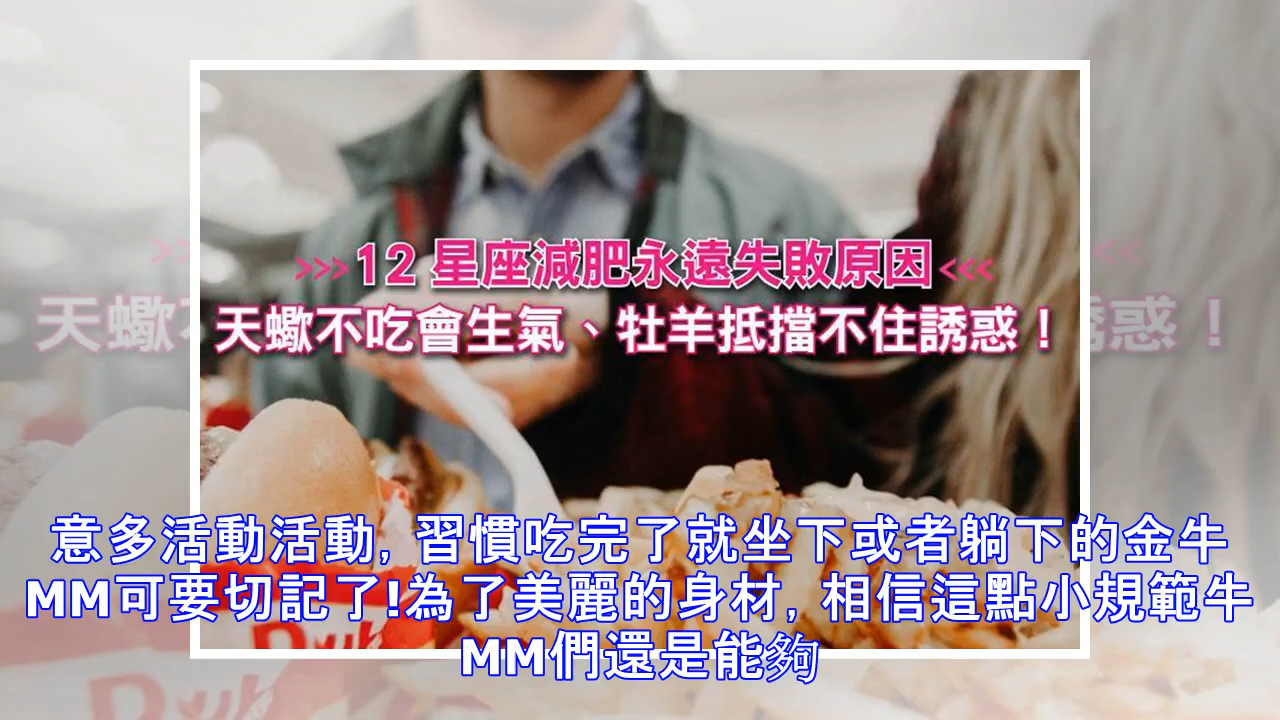 >>>12 星座減肥永遠失敗原因<<<
天蠍不吃會生氣、牡羊抵擋不住誘惑！
意多活動活動, 習慣吃完了就坐下或者躺下的金牛
MM可要切記了!為了美麗的身材, 相信這點小規範牛
MM們還是能夠